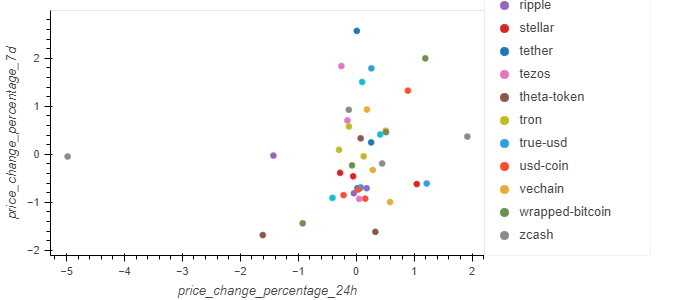 price_change_percentage_7d
2
1
0
−1
−2
−5
−4
−3
−2
−1
0
1
2
price_change_percentage_24h
ripple
stellar
tether
tezos
theta-token
tron
true-usd
usd-coin
vechain
wrapped-bitcoin
zcash